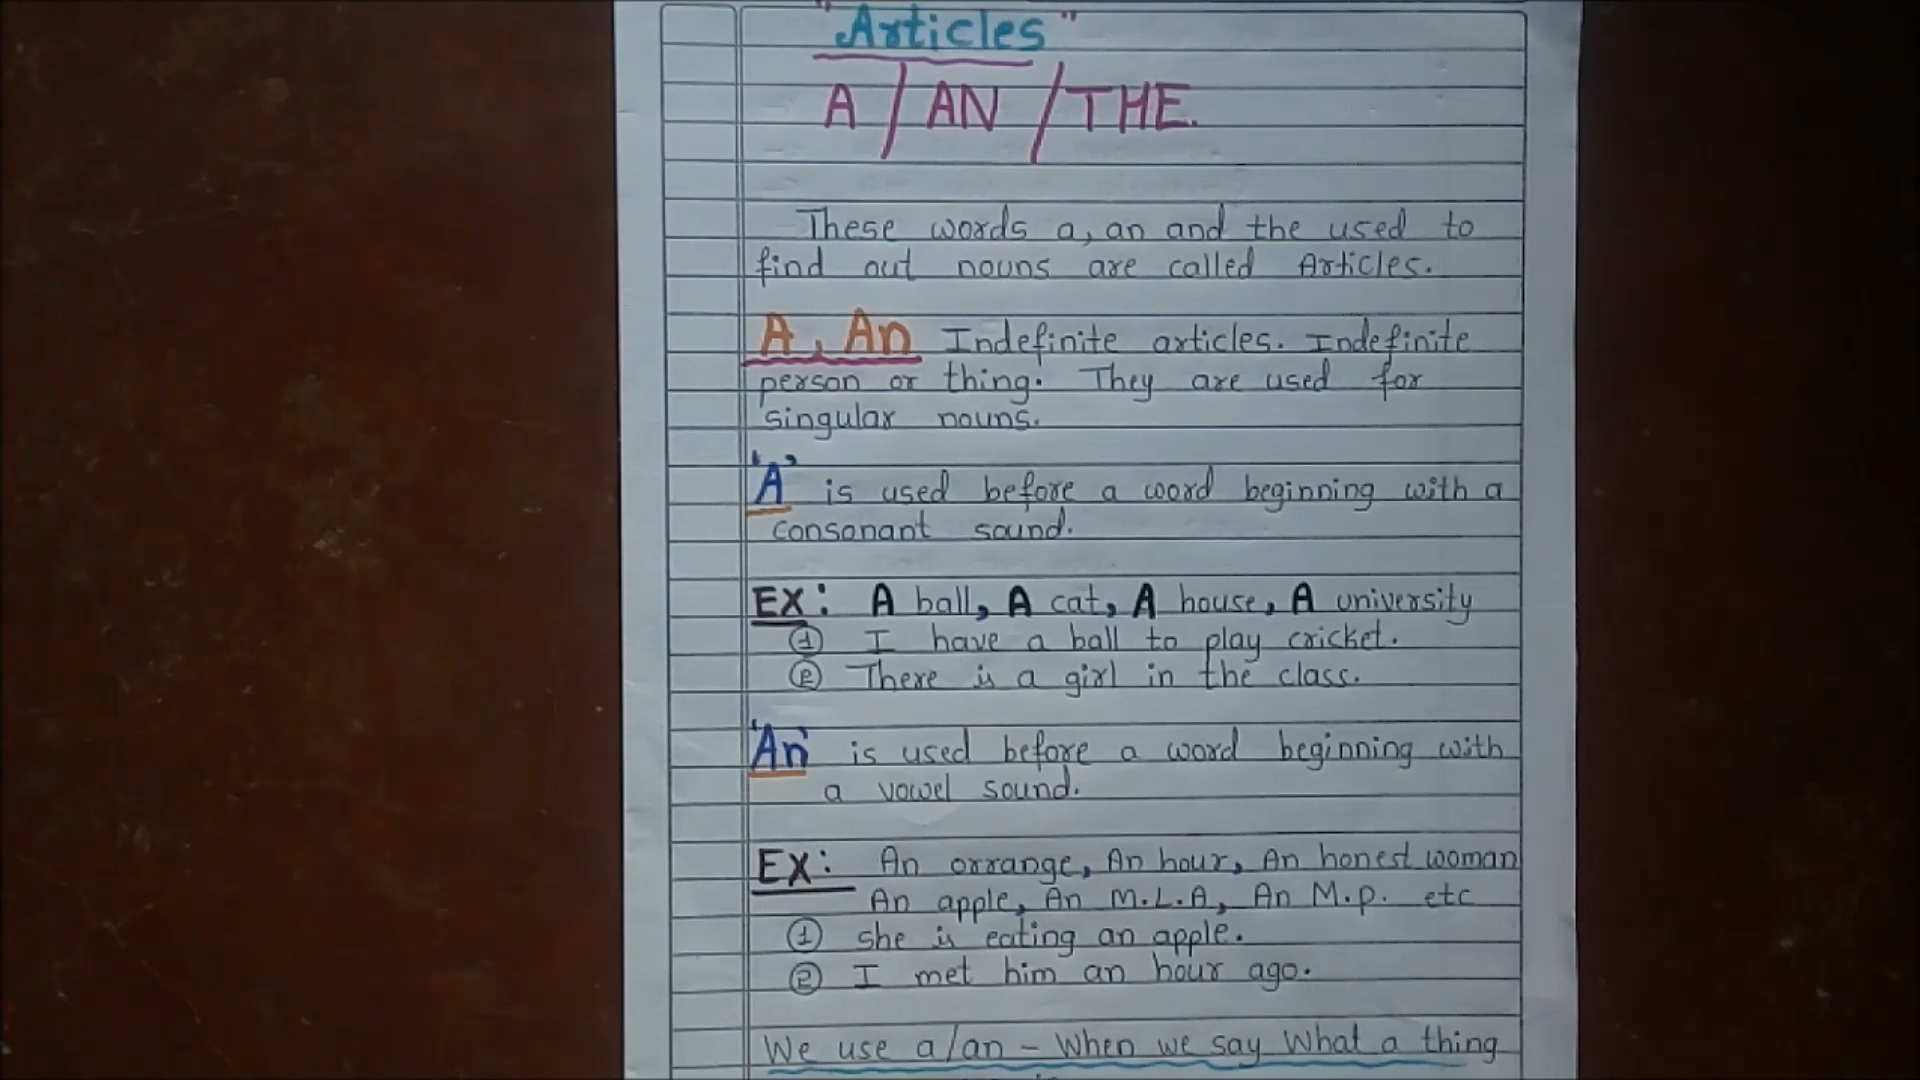 "Articles"
A/AN/THE.
These words a, an and the used to
find out nouns are called Articles.
A, An Indefinite articles. Indefinite
person or thing. They are used for
singular nouns.
'A' is used before a word beginning with a
consonant sound.
EX: A ball, A cat, A house, A university
① I have a ball to play cricket.
② There is a girl in the class.
'An' is used before a word beginning with
a vowel sound.
EX: An orrange, An hour, An honest woman
An apple, An M.L.A, An M.p. etc
① she is eating an apple.
② I met him an hour ago.
We use a/an - When we say What a thing